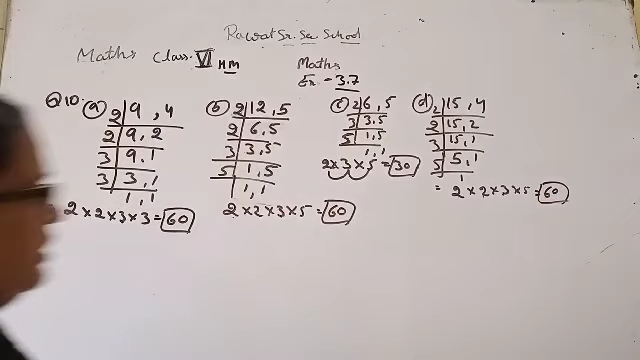 Rawat Sr. Sec School
Maths Class. VI HM
Maths
Ex - 3.7
Q10. (a) 2 | 9 , 4
2 | 9 , 2
3 | 9 . 1
3 | 3 , 1
1 , 1
2 × 2 × 3 × 3 = 60
(b) 2 | 12 , 5
2 | 6 , 5
3 | 3 , 5
5 | 1 , 5
1 , 1
2 × 2 × 3 × 5 = 60
(c) 2 | 6 , 5
3 | 3 , 5
5 | 1 , 5
1 , 1
2 × 3 × 5 = 30
(d) 2 | 15 , 4
2 | 15 , 2
3 | 15 , 1
5 | 5 , 1
1
= 2 × 2 × 3 × 5 = 60